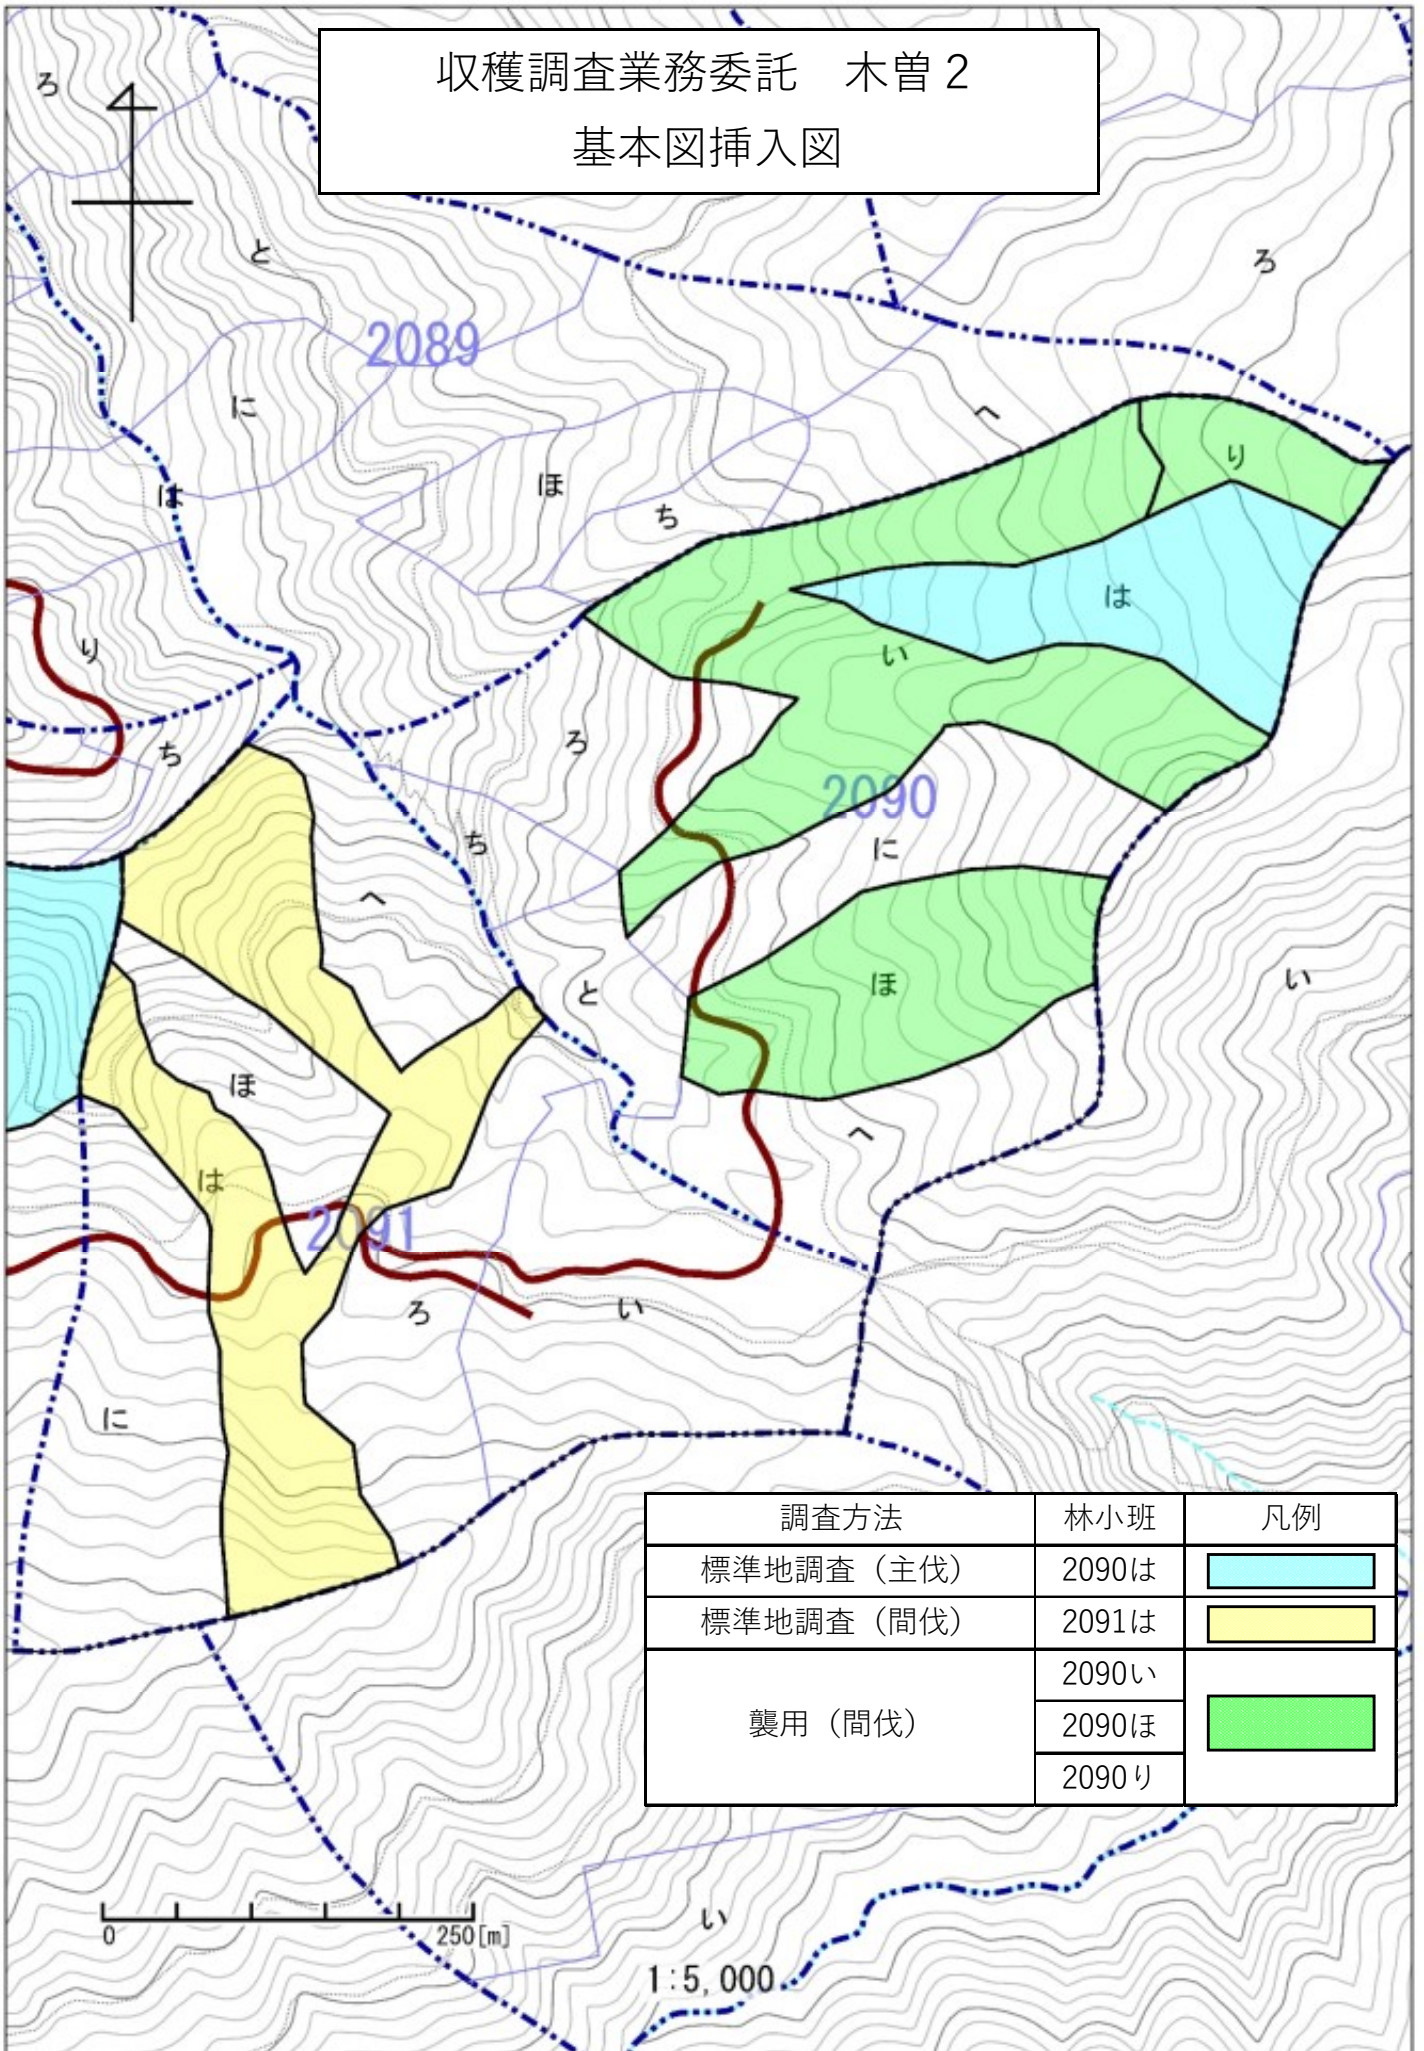 収穫調査業務委託　木曽２
基本図挿入図
ろ
と
ろ
2089
に
へ
は
ほ
ち
り
は
り
い
ち
ろ
2090
ち
に
へ
と
ほ
い
ほ
へ
は
2091
ろ
い
に
調査方法 林小班 凡例
標準地調査（主伐） 2090は
標準地調査（間伐） 2091は
襲用（間伐） 2090い
2090ほ
2090り
い
0 250[m]
1:5,000